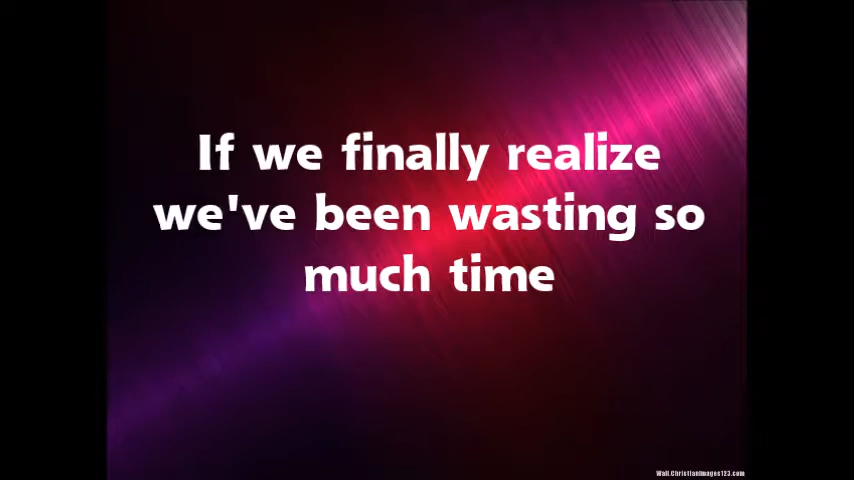 If we finally realize
we've been wasting so
much time
Wall.ChristianImages123.com